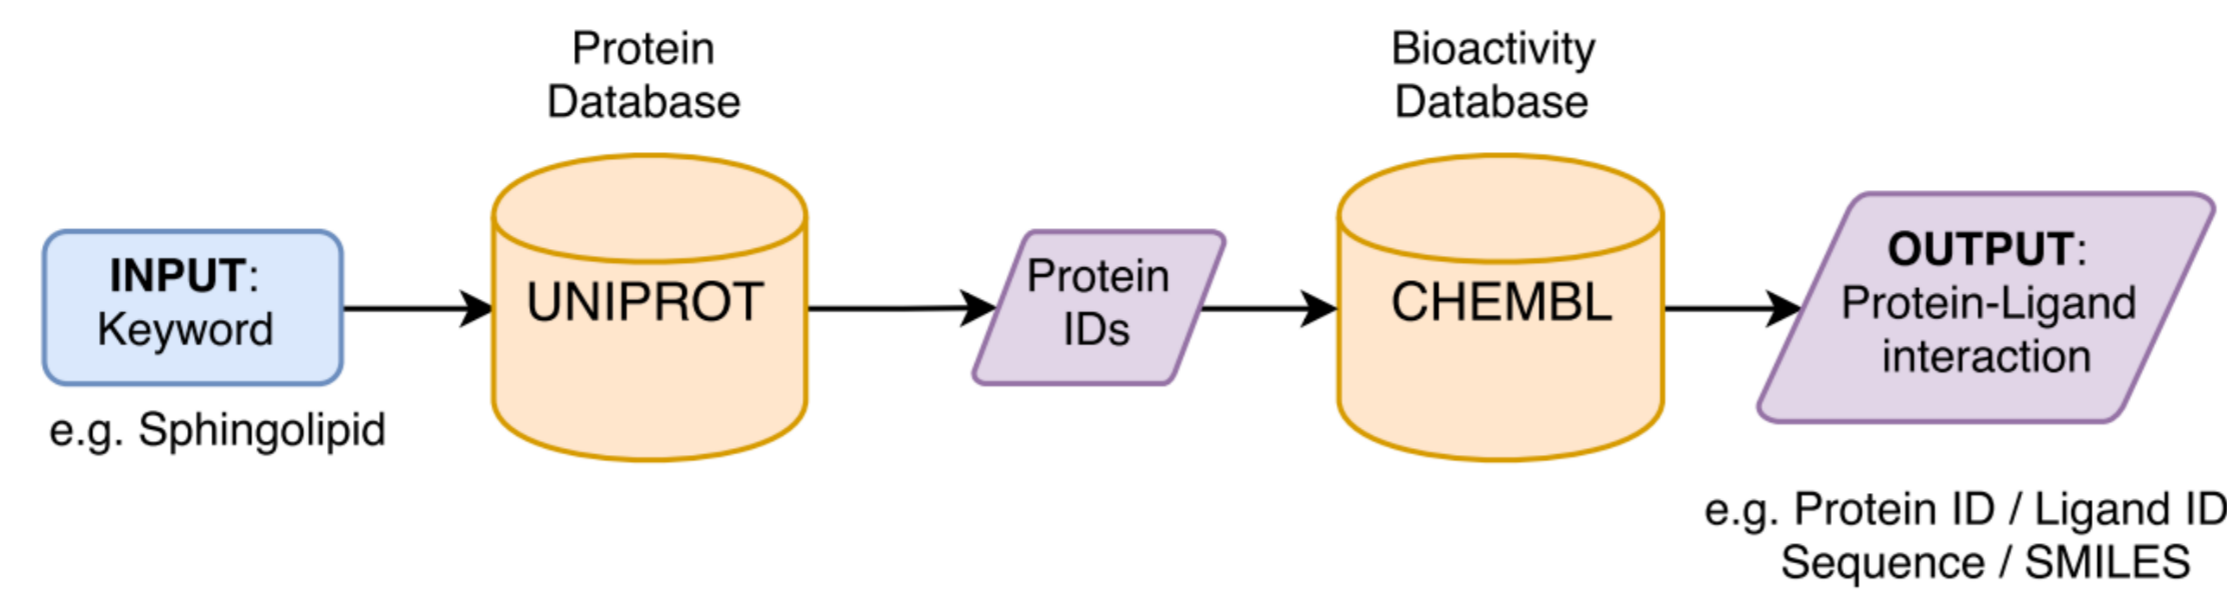 Protein
Database
Bioactivity
Database
INPUT:
Keyword
e.g. Sphingolipid
UNIPROT
Protein
IDs
CHEMBL
OUTPUT:
Protein-Ligand
interaction
e.g. Protein ID / Ligand ID
Sequence / SMILES